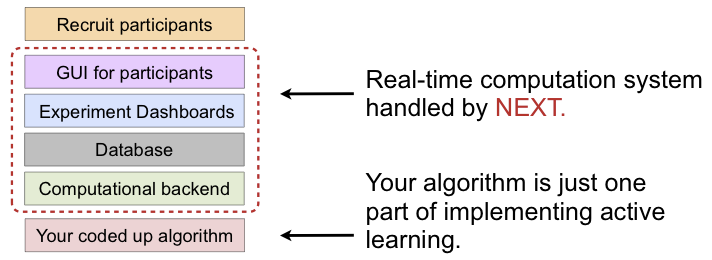 Recruit participants
GUI for participants
Experiment Dashboards
Database
Computational backend
Your coded up algorithm
Real-time computation system
handled by NEXT.
Your algorithm is just one
part of implementing active
learning.